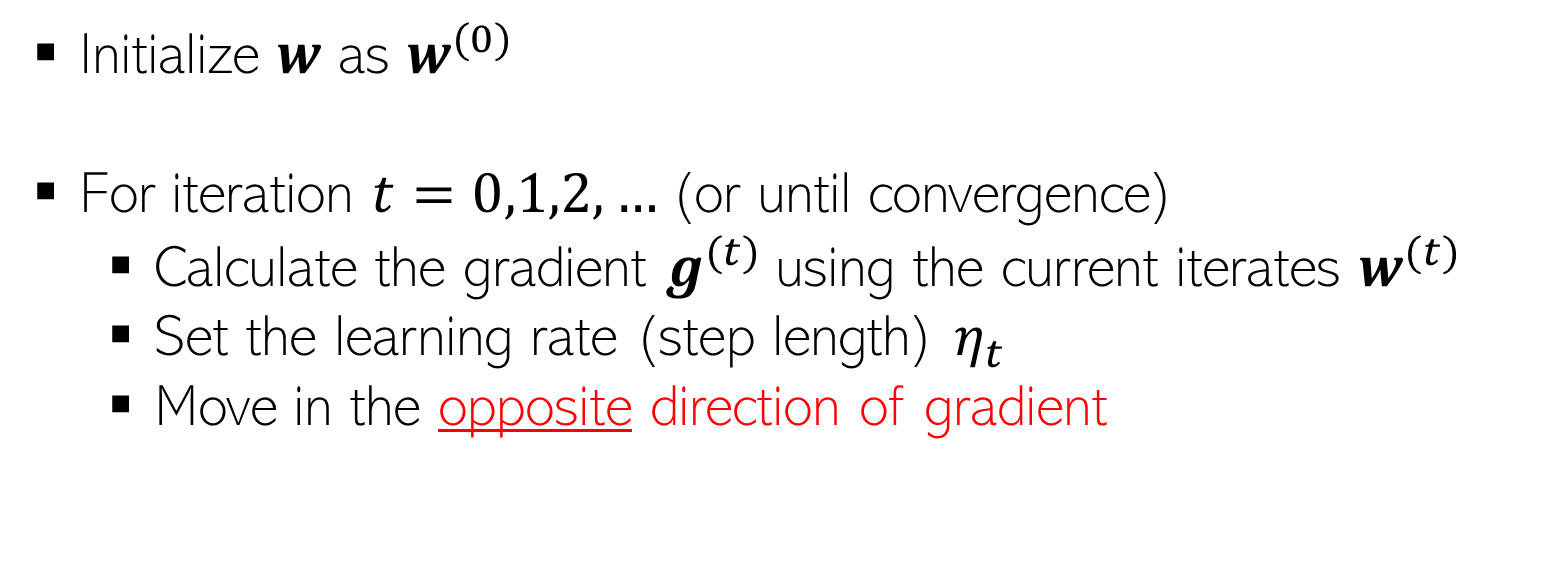 ▪ Initialize w as w^(0)
▪ For iteration t = 0,1,2, … (or until convergence)
▪ Calculate the gradient g^(t) using the current iterates w^(t)
▪ Set the learning rate (step length) η_t
▪ Move in the opposite direction of gradient